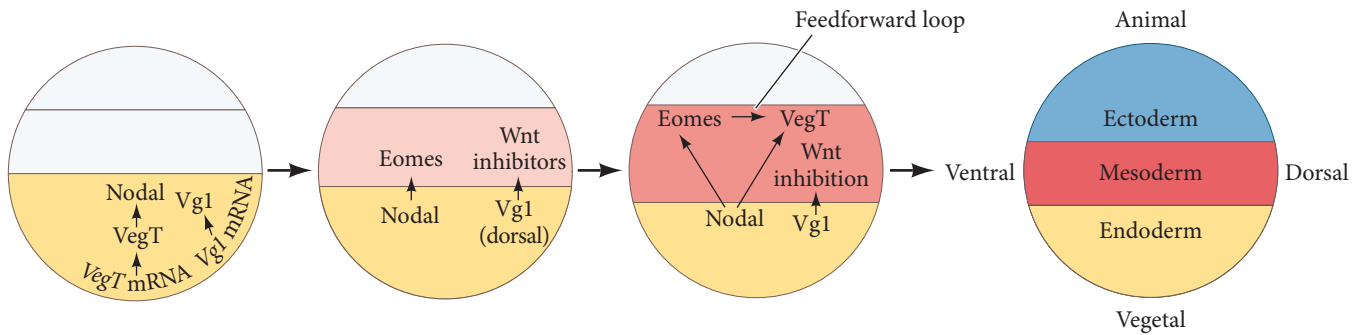 Feedforward loop
Nodal
Vg1
VegT
VegT mRNA
Vg1 mRNA
Eomes
Wnt
inhibitors
Nodal
Vg1
(dorsal)
Eomes
VegT
Wnt
inhibition
Nodal
Vg1
Animal
Ectoderm
Ventral
Mesoderm
Dorsal
Endoderm
Vegetal